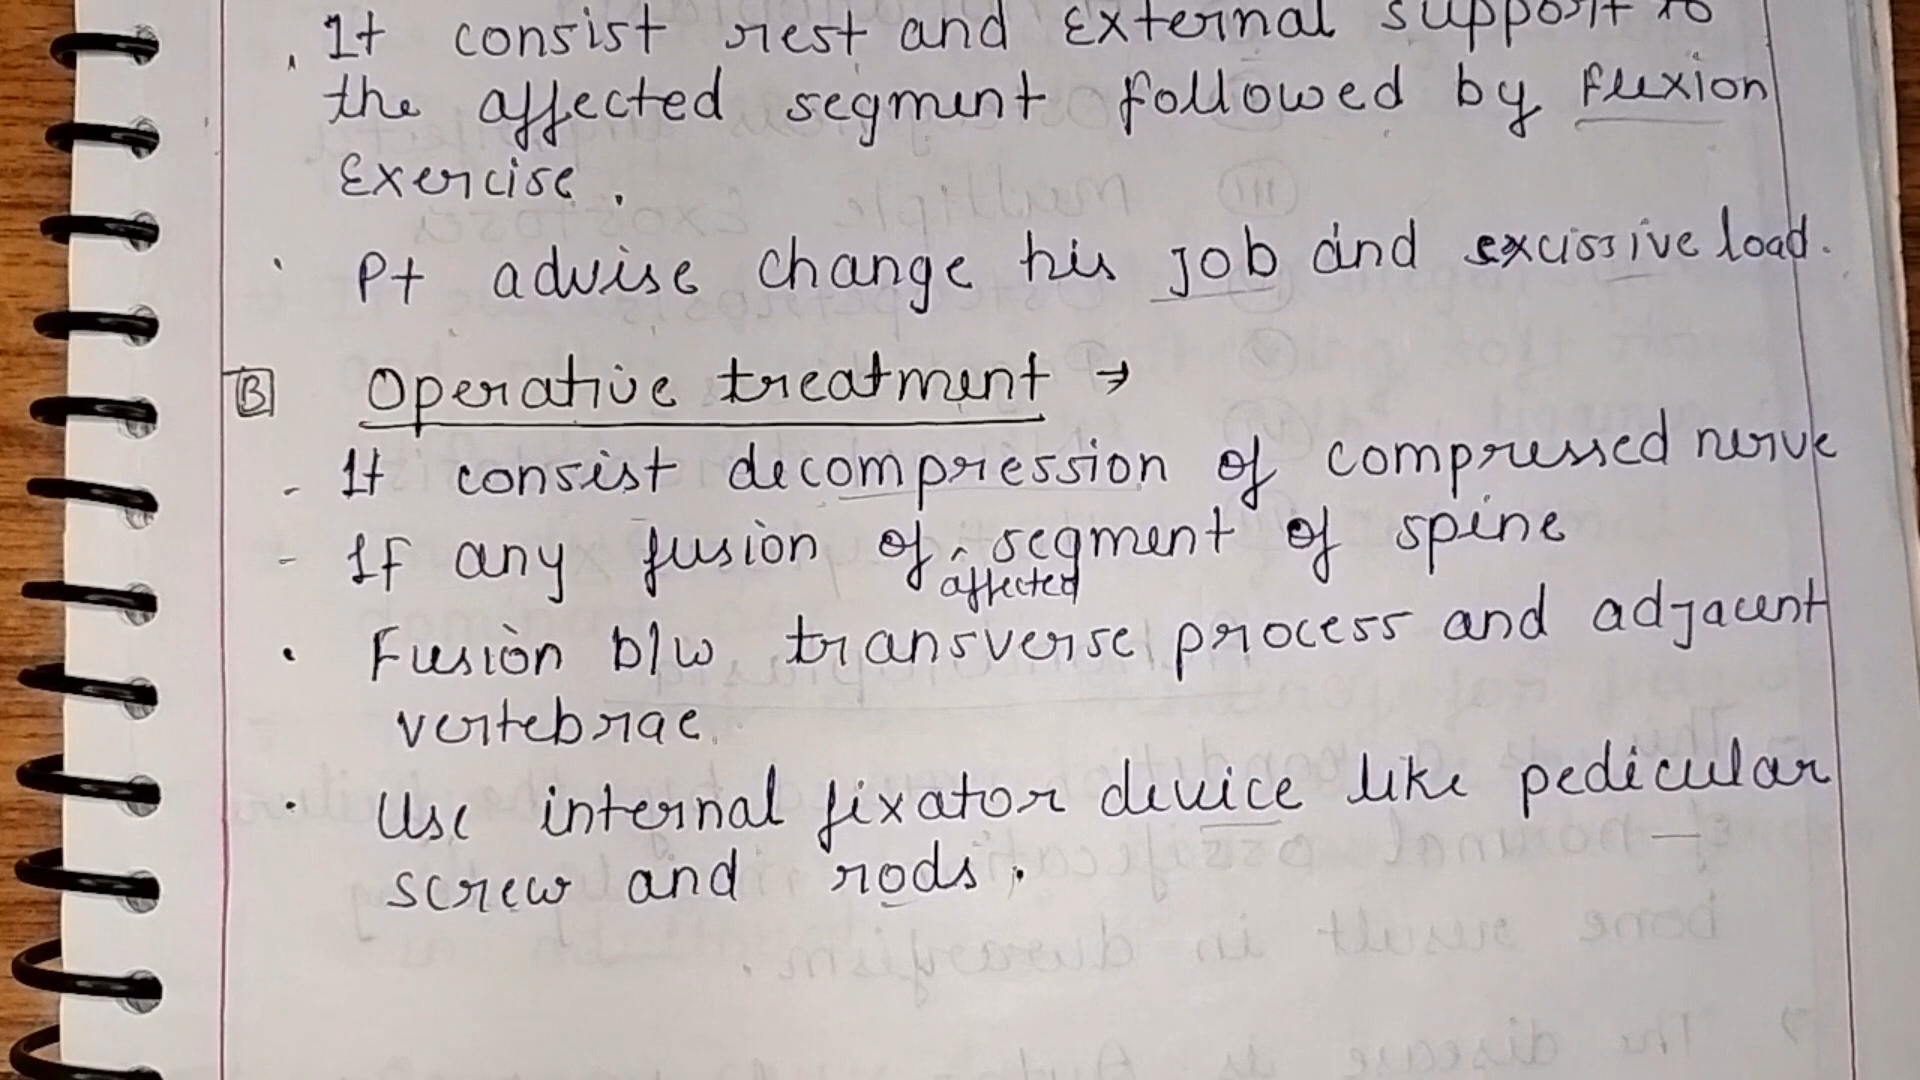 . It consist rest and External support to
the affected segment followed by flexion
Exercise.
. Pt advise change his job and excissive load.
B Operative treatment →
- It consist decompression of compressed nerve
- If any fusion of ^ segment of spine
affected
• Fusion b/w transverse process and adjacent
vertebrae.
• Use internal fixator device like pedicular
screw and rods.